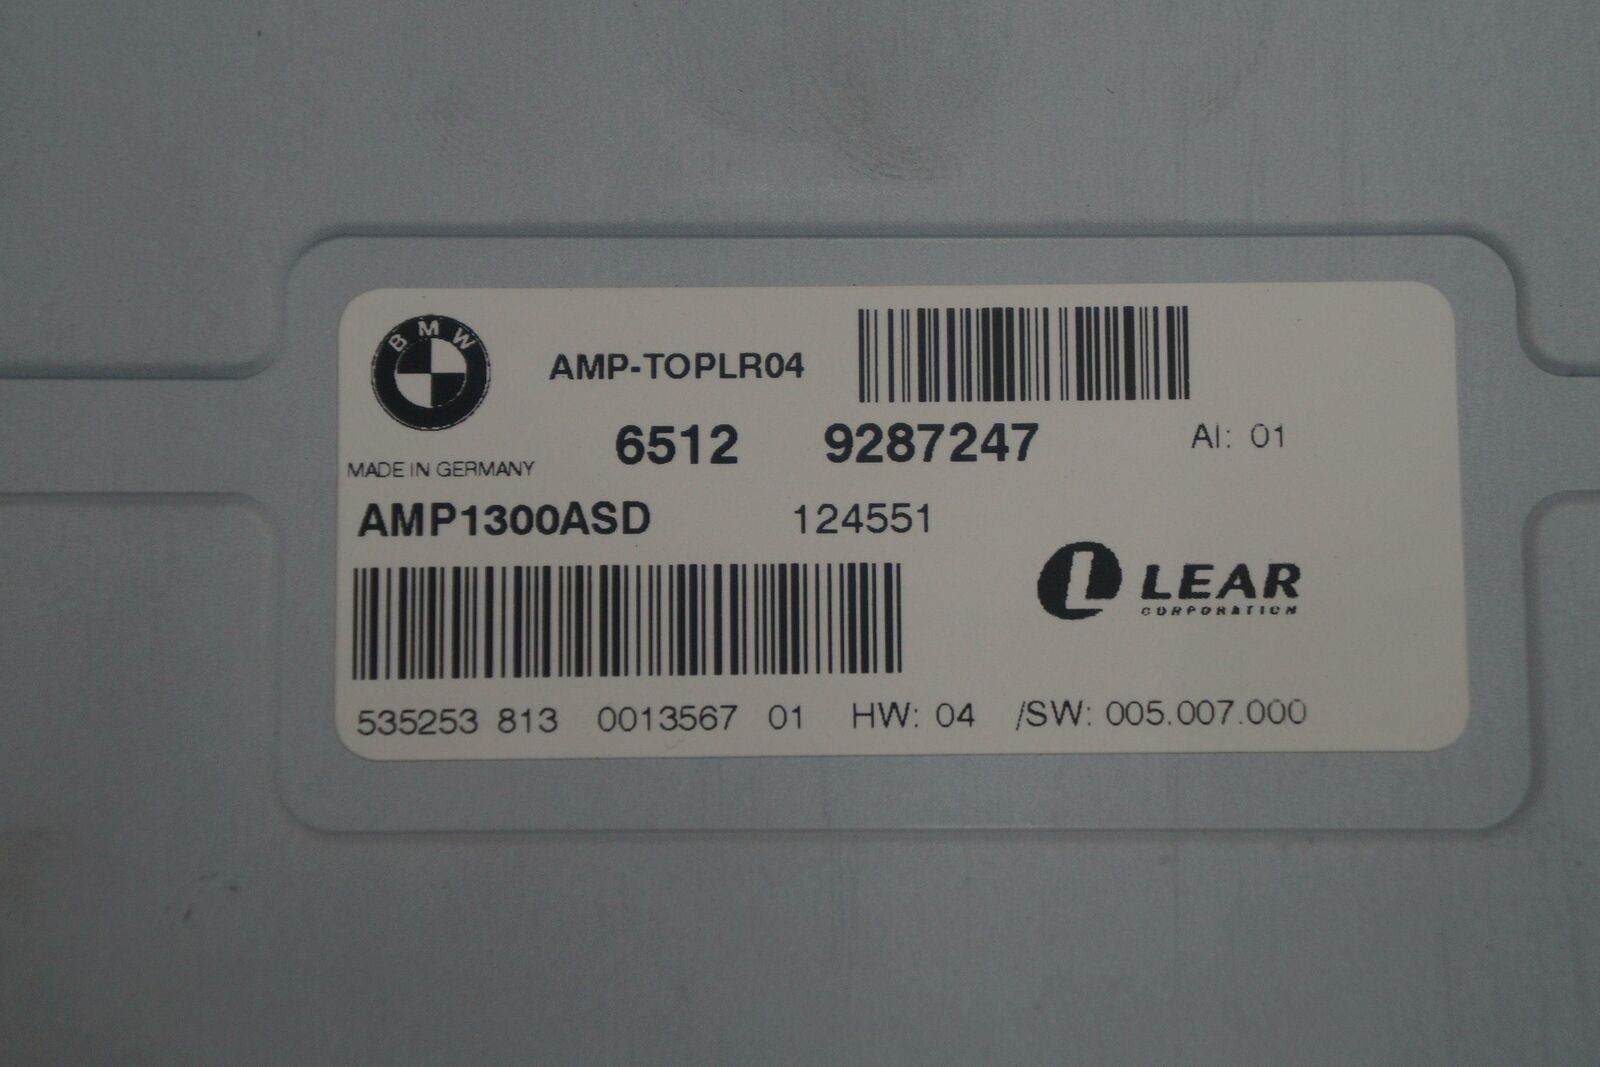 BMW
AMP-TOPLR04
6512 9287247 AI: 01
MADE IN GERMANY
AMP1300ASD 124551
LEAR
CORPORATION
535253 813 0013567 01 HW: 04 /SW: 005.007.000